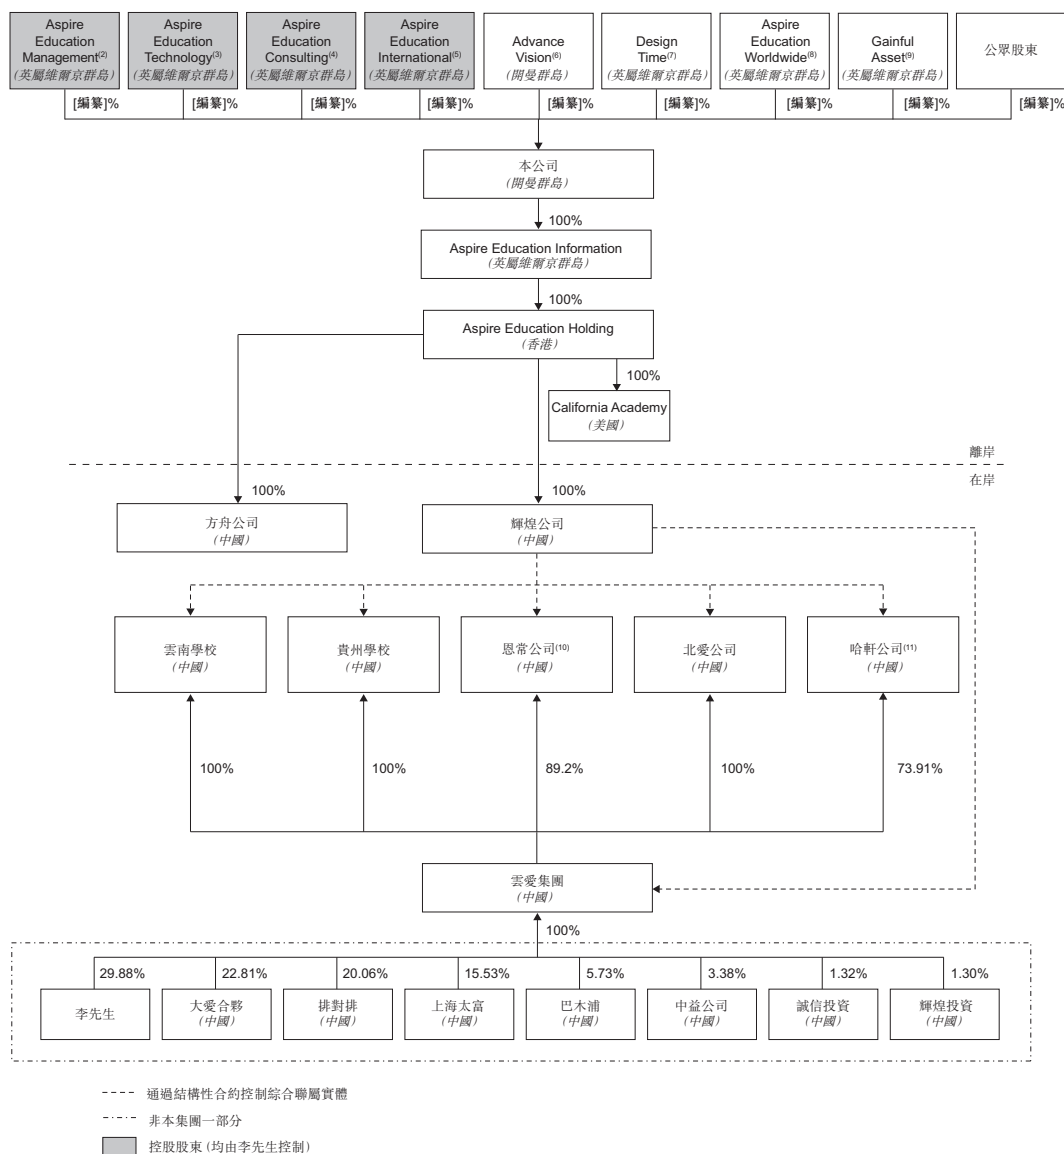 Aspire
Education
Management(2)
(英屬維爾京群島)
Aspire
Education
Technology(3)
(英屬維爾京群島)
Aspire
Education
Consulting(4)
(英屬維爾京群島)
Aspire
Education
International(5)
(英屬維爾京群島)
Advance
Vision(6)
(開曼群島)
Design
Time(7)
(英屬維爾京群島)
Aspire
Education
Worldwide(8)
(英屬維爾京群島)
Gainful
Asset(9)
(英屬維爾京群島)
公眾股東
[編纂]%
[編纂]%
[編纂]%
[編纂]%
[編纂]%
[編纂]%
[編纂]%
[編纂]%
[編纂]%
本公司
(開曼群島)
100%
Aspire Education Information
(英屬維爾京群島)
100%
Aspire Education Holding
(香港)
100%
California Academy
(美國)
離岸
在岸
100%
100%
方舟公司
(中國)
輝煌公司
(中國)
雲南學校
(中國)
貴州學校
(中國)
恩常公司(10)
(中國)
北愛公司
(中國)
哈軒公司(11)
(中國)
100%
100%
89.2%
100%
73.91%
雲愛集團
(中國)
100%
29.88%
22.81%
20.06%
15.53%
5.73%
3.38%
1.32%
1.30%
李先生
大愛合夥
(中國)
排對排
(中國)
上海太富
(中國)
巴木浦
(中國)
中益公司
(中國)
誠信投資
(中國)
輝煌投資
(中國)
通過結構性合約控制綜合聯屬實體
非本集團一部分
控股股東 (均由李先生控制)